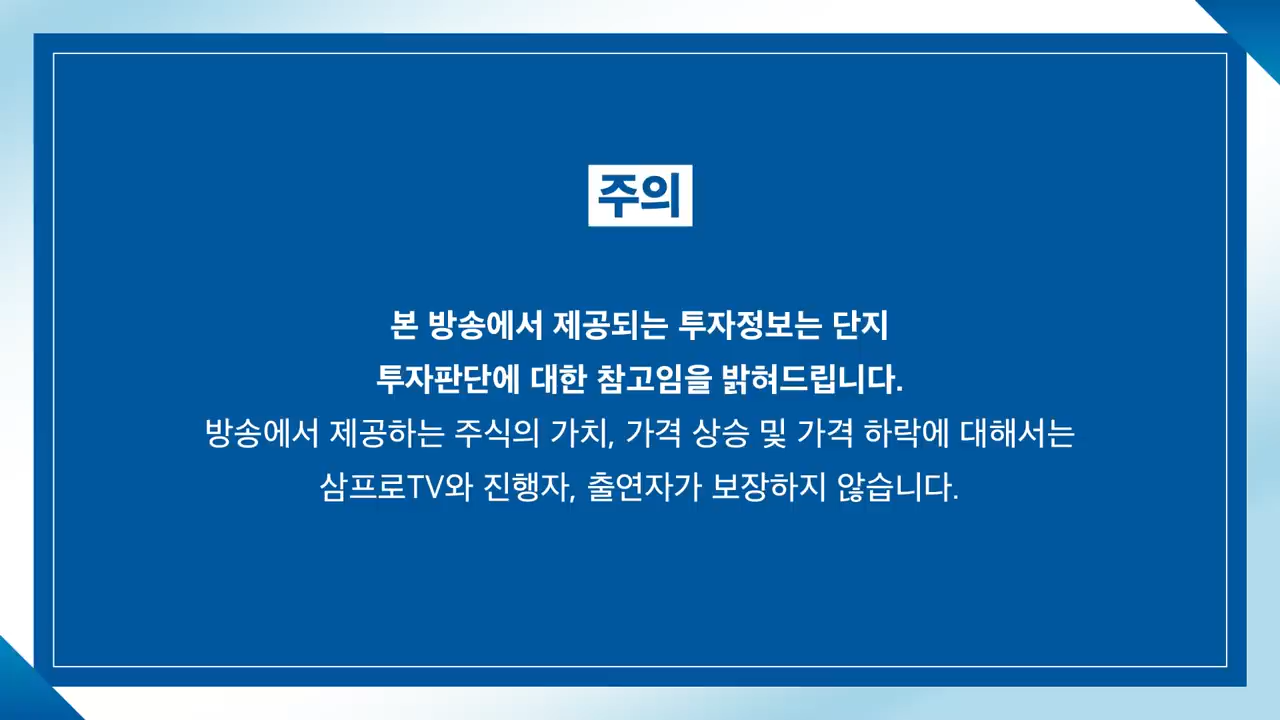 주의
본 방송에서 제공되는 투자정보는 단지
투자판단에 대한 참고임을 밝혀드립니다.
방송에서 제공하는 주식의 가치, 가격 상승 및 가격 하락에 대해서는
삼프로TV와 진행자, 출연자가 보장하지 않습니다.